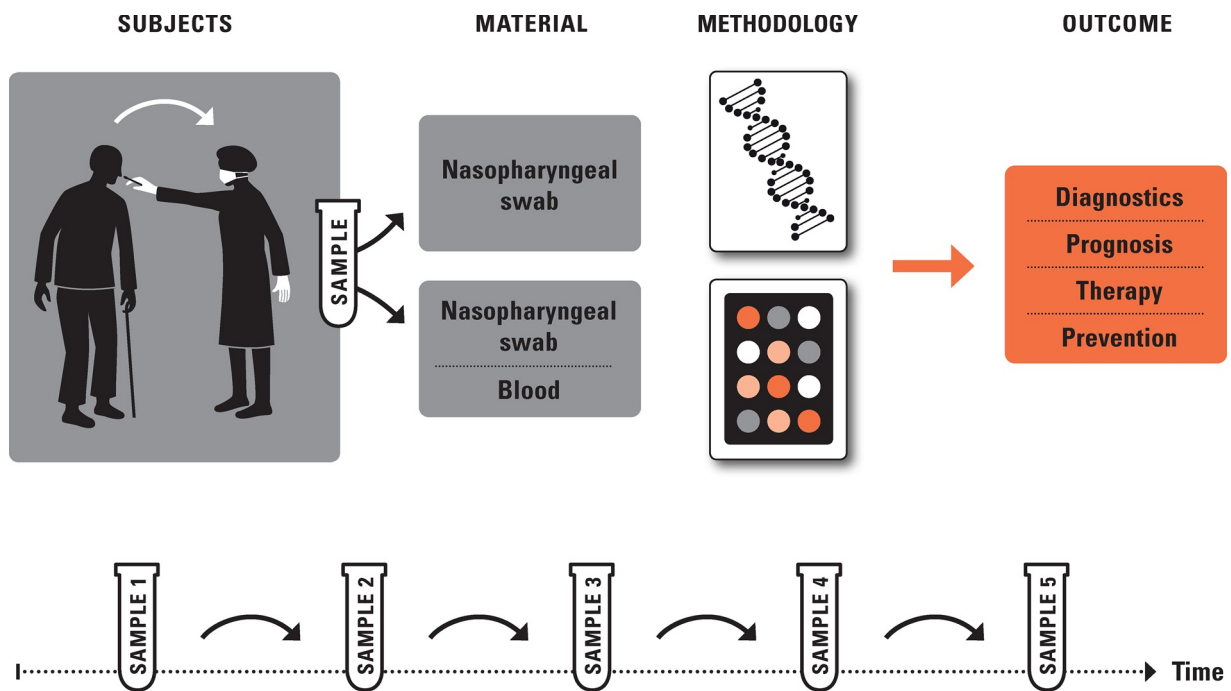 SUBJECTS
MATERIAL
METHODOLOGY
OUTCOME
SAMPLE
Nasopharyngeal
swab
Nasopharyngeal
swab
Blood
Diagnostics
Prognosis
Therapy
Prevention
SAMPLE 1
SAMPLE 2
SAMPLE 3
SAMPLE 4
SAMPLE 5
Time